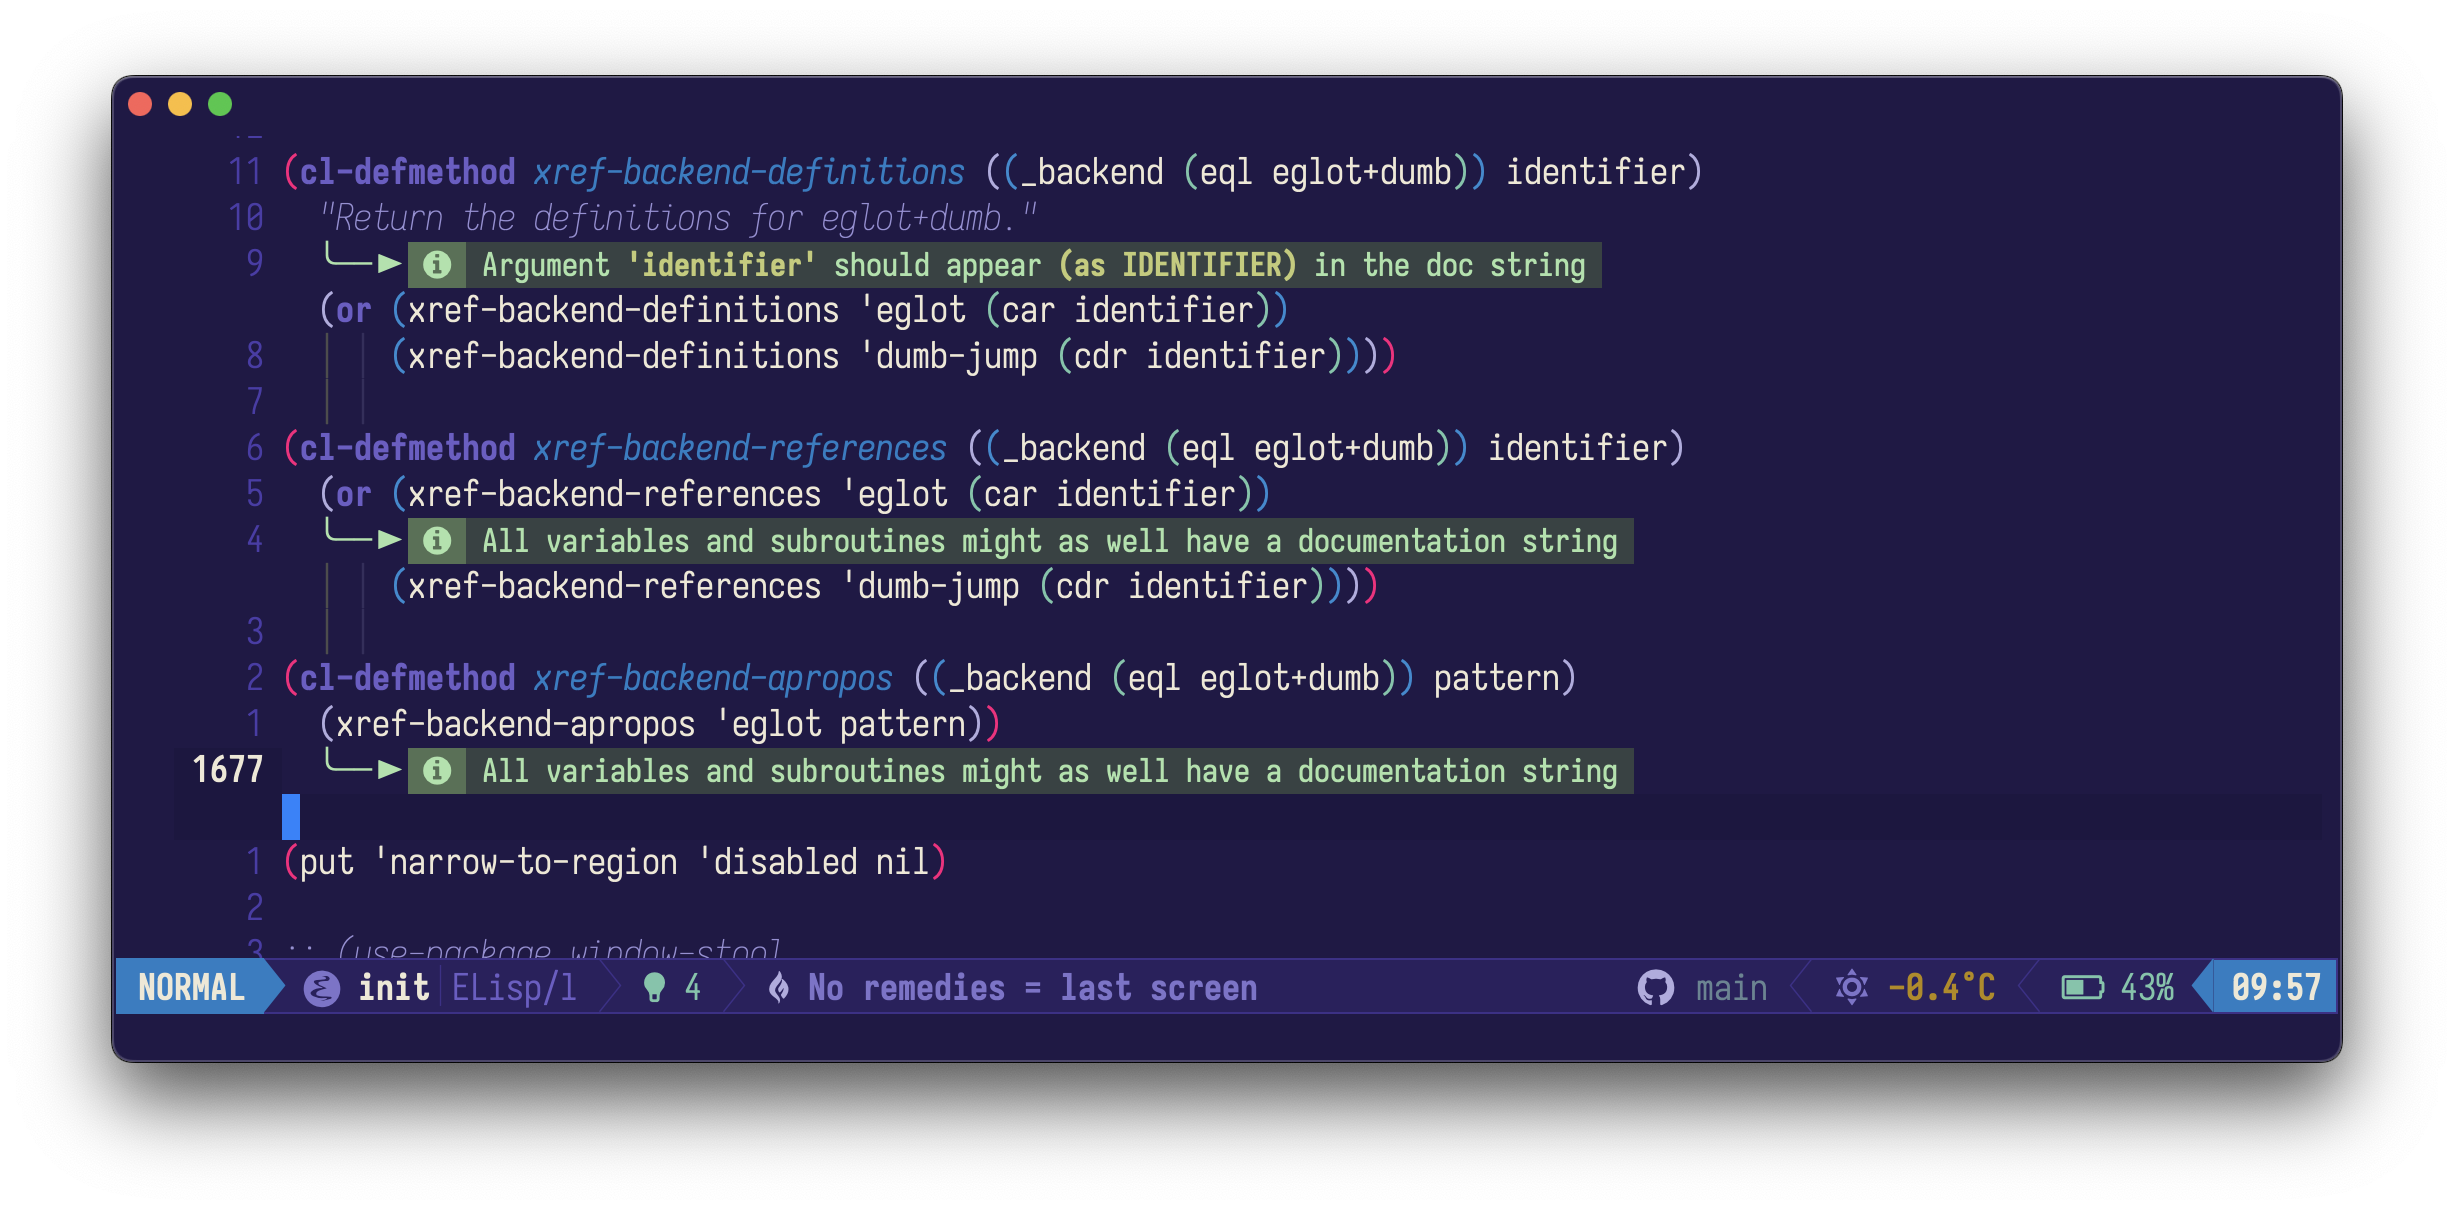 11 (cl-defmethod xref-backend-definitions ((_backend (eql eglot+dumb)) identifier)
10 "Return the definitions for eglot+dumb."
9 Argument 'identifier' should appear (as IDENTIFIER) in the doc string
(or (xref-backend-definitions 'eglot (car identifier))
8 (xref-backend-definitions 'dumb-jump (cdr identifier))))
7
6 (cl-defmethod xref-backend-references ((_backend (eql eglot+dumb)) identifier)
5 (or (xref-backend-references 'eglot (car identifier))
4 All variables and subroutines might as well have a documentation string
(xref-backend-references 'dumb-jump (cdr identifier))))
3
2 (cl-defmethod xref-backend-apropos ((_backend (eql eglot+dumb)) pattern)
1 (xref-backend-apropos 'eglot pattern))
1677 All variables and subroutines might as well have a documentation string
1 (put 'narrow-to-region 'disabled nil)
2
3 ;; (use-package window-stool
NORMAL init ELisp/l 4 No remedies = last screen main -0.4°C 43% 09:57